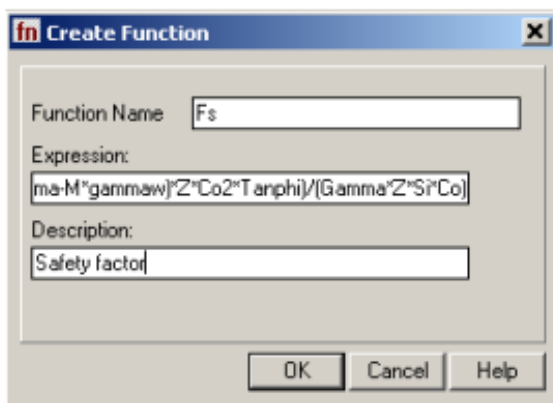 fn Create Function
Function Name Fs
Expression:
ma-M*gammaw)*Z*Co2*Tanphi)/(Gamma*Z*Si*Co)
Description:
Safety factor
OK Cancel Help